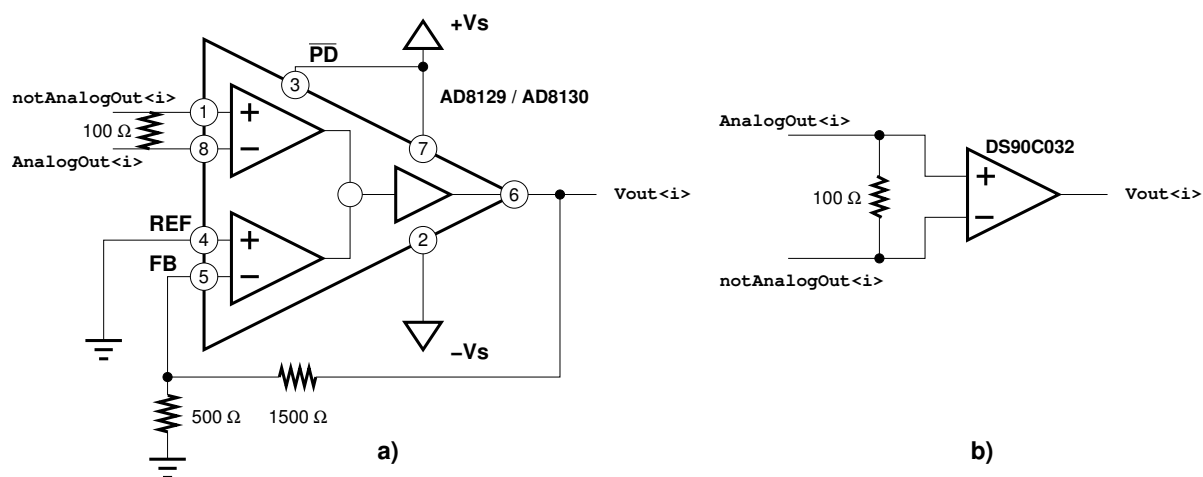 +Vs
PD
3
AD8129 / AD8130
notAnalogOut<i>
1
+
100 Ω
8
−
AnalogOut<i>
7
6
Vout<i>
REF
4
+
2
FB
5
−
−Vs
500 Ω
1500 Ω
a)
AnalogOut<i>
DS90C032
+
100 Ω
−
Vout<i>
notAnalogOut<i>
b)